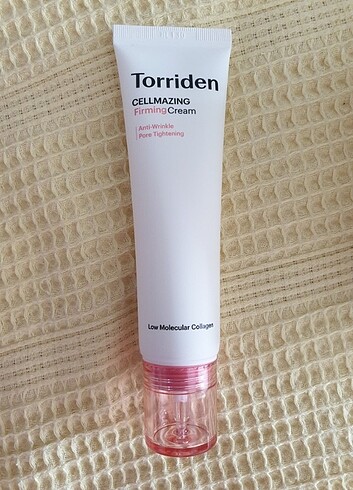 Torriden
CELLMAZING
Firming Cream
Anti-Wrinkle
Pore Tightening
Low Molecular Collagen